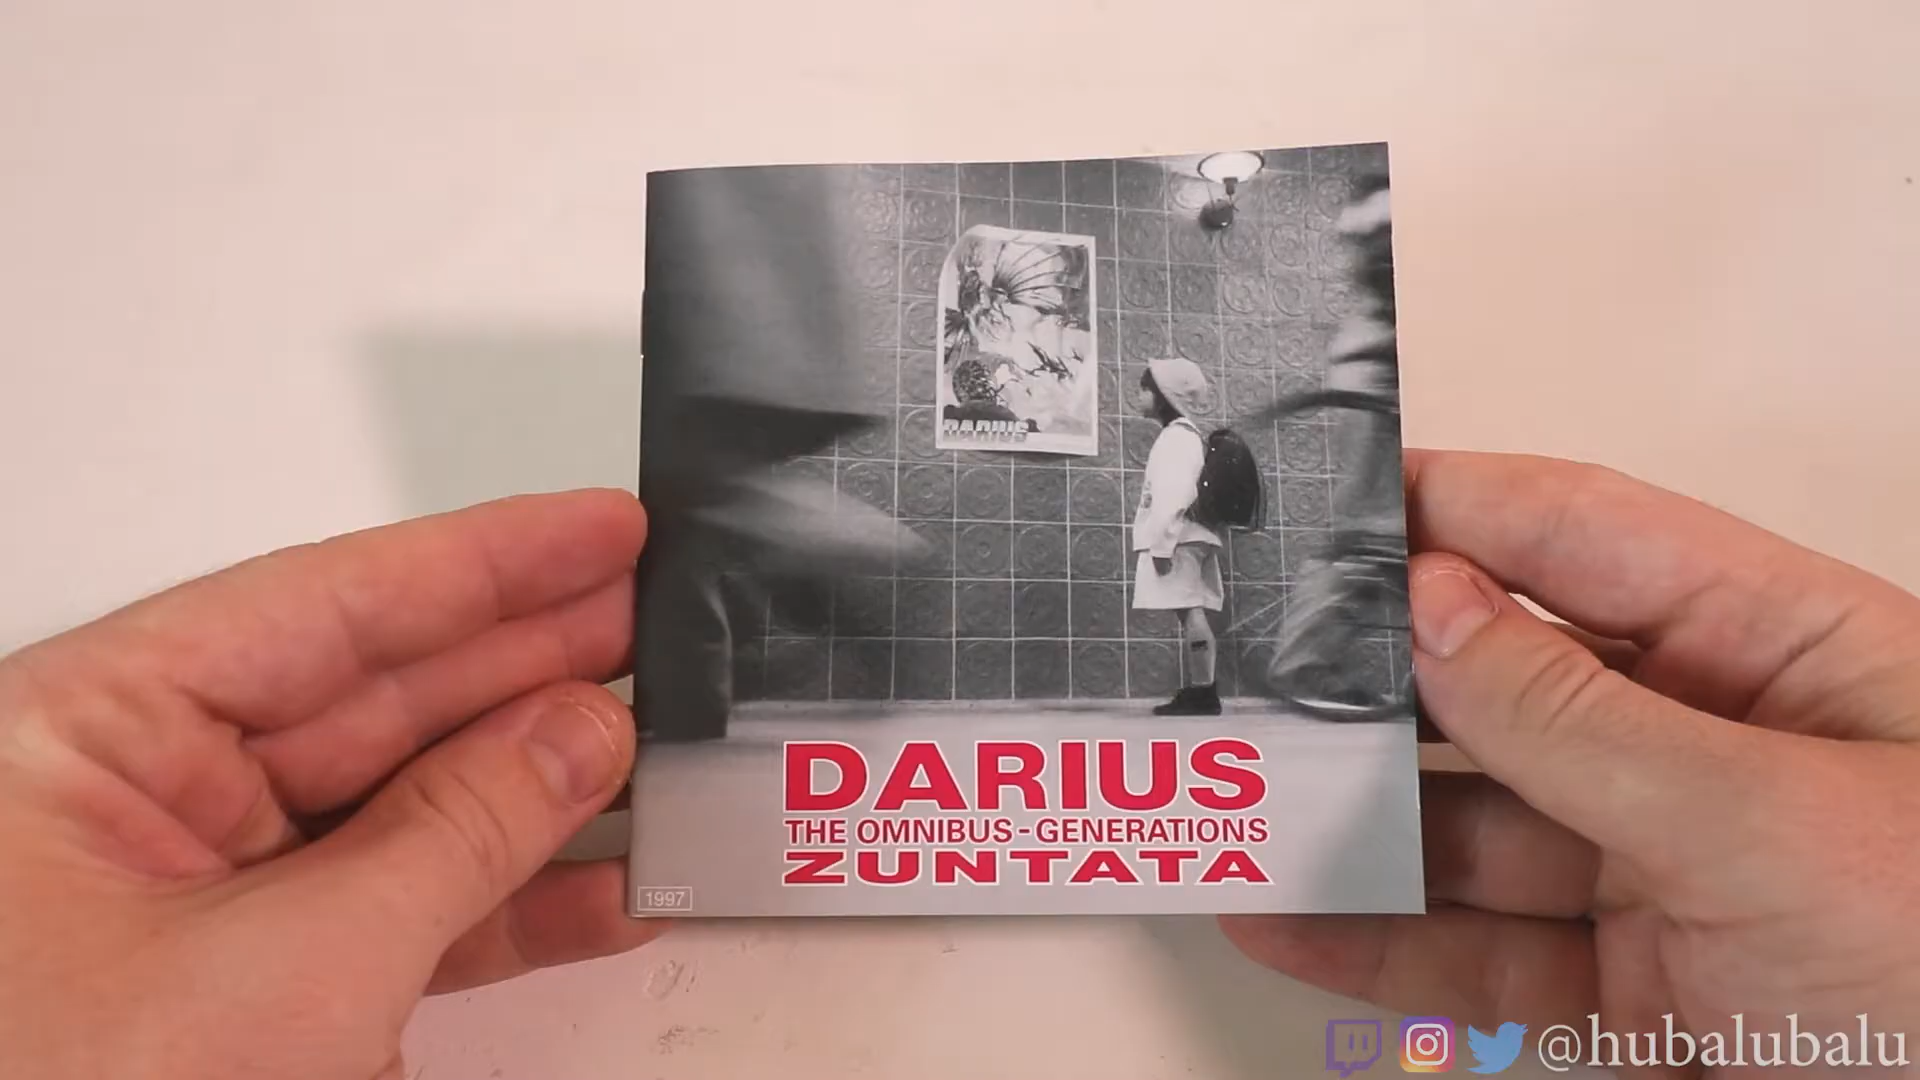 DARIUS
DARIUS
THE OMNIBUS-GENERATIONS
ZUNTATA
1997
@hubalubalu